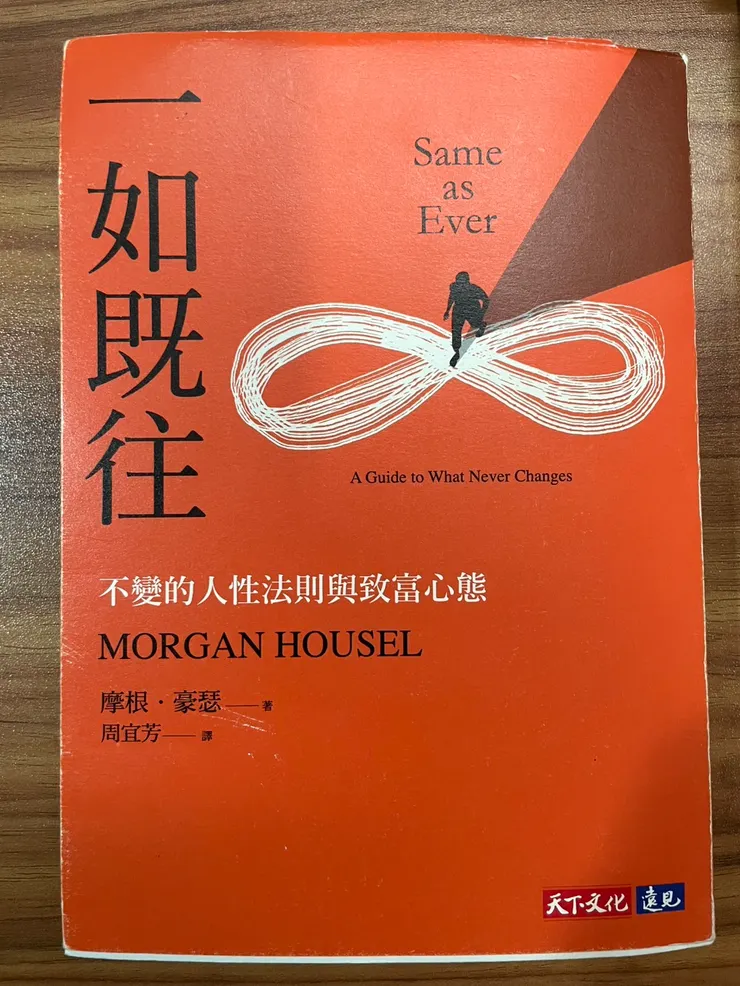 一如既往
Same
as
Ever
A Guide to What Never Changes
不變的人性法則與致富心態
MORGAN HOUSEL
摩根・豪瑟——著
周宜芳——譯
天下文化 遠見